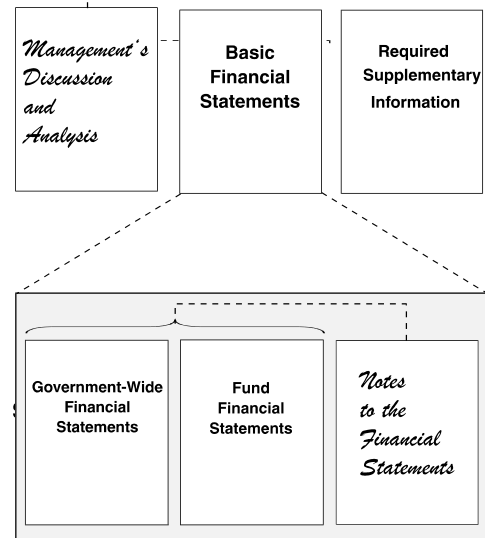 Management's
Discussion
and
Analysis
Basic
Financial
Statements
Required
Supplementary
Information
Government-Wide
Financial
Statements
Fund
Financial
Statements
Notes
to the
Financial
Statements